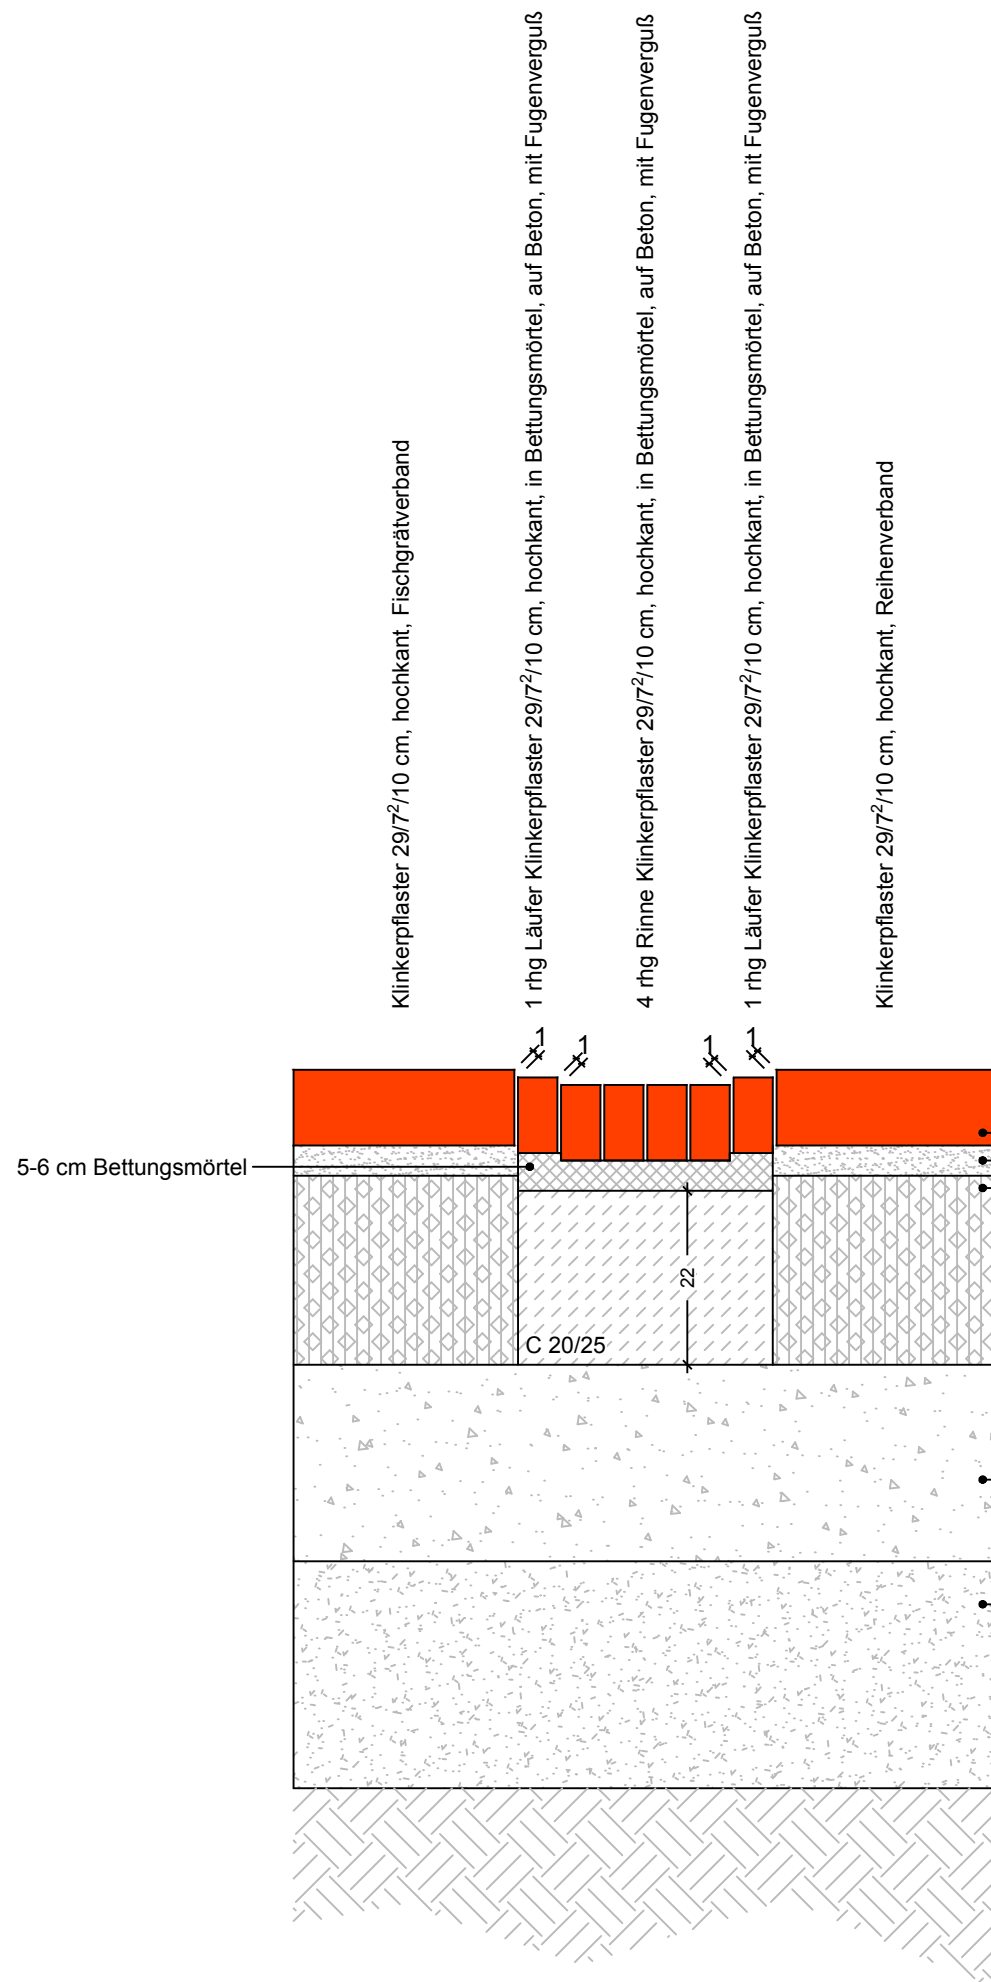 Klinkerpflaster 29/7²/10 cm, hochkant, Fischgrätverband
1 rhg Läufer Klinkerpflaster 29/7²/10 cm, hochkant, in Bettungsmörtel, auf Beton, mit Fugenverguß
4 rhg Rinne Klinkerpflaster 29/7²/10 cm, hochkant, in Bettungsmörtel, auf Beton, mit Fugenverguß
1 rhg Läufer Klinkerpflaster 29/7²/10 cm, hochkant, in Bettungsmörtel, auf Beton, mit Fugenverguß
Klinkerpflaster 29/7²/10 cm, hochkant, Reihenverband
1
1
1
1
5-6 cm Bettungsmörtel
22
C 20/25